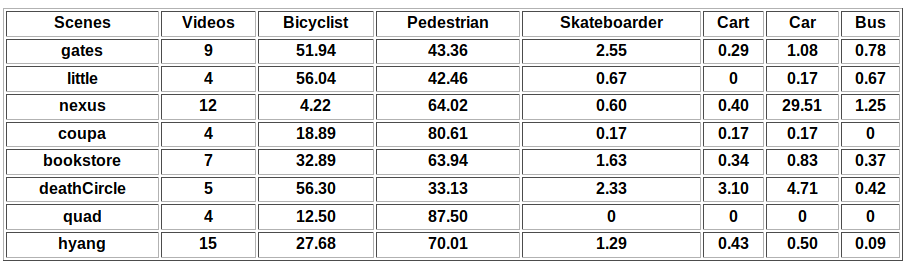 Scenes Videos Bicyclist Pedestrian Skateboarder Cart Car Bus
gates 9 51.94 43.36 2.55 0.29 1.08 0.78
little 4 56.04 42.46 0.67 0 0.17 0.67
nexus 12 4.22 64.02 0.60 0.40 29.51 1.25
coupa 4 18.89 80.61 0.17 0.17 0.17 0
bookstore 7 32.89 63.94 1.63 0.34 0.83 0.37
deathCircle 5 56.30 33.13 2.33 3.10 4.71 0.42
quad 4 12.50 87.50 0 0 0 0
hyang 15 27.68 70.01 1.29 0.43 0.50 0.09